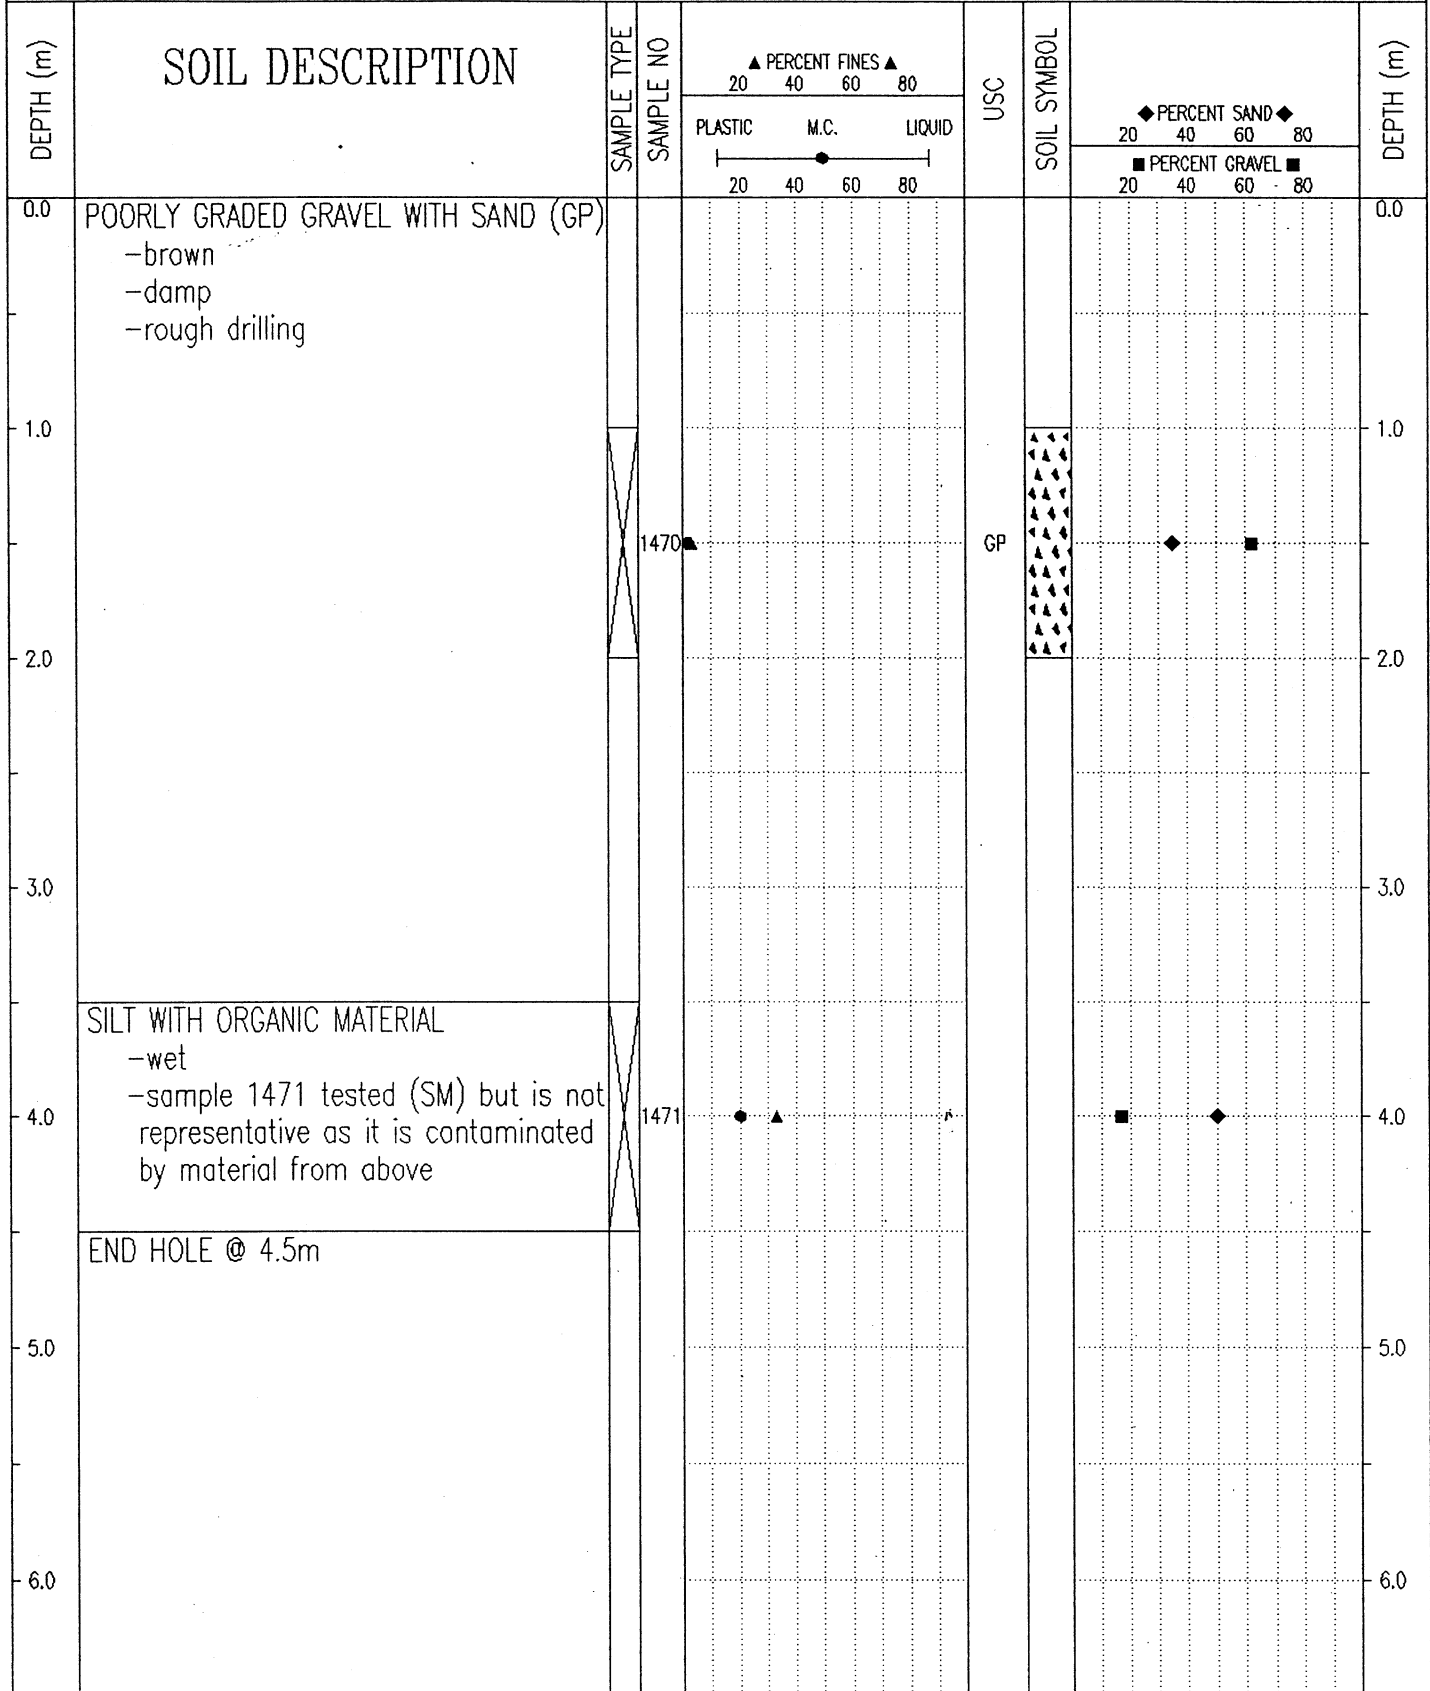 DEPTH (m)
SOIL DESCRIPTION
SAMPLE TYPE
SAMPLE NO
▲ PERCENT FINES ▲
20 40 60 80
PLASTIC M.C. LIQUID
20 40 60 80
USC
SOIL SYMBOL
◆ PERCENT SAND ◆
20 40 60 80
■ PERCENT GRAVEL ■
20 40 60 80
DEPTH (m)
0.0 POORLY GRADED GRAVEL WITH SAND (GP) 0.0
-brown
-damp
-rough drilling
1.0 1.0
1470 GP
2.0 2.0
3.0 3.0
SILT WITH ORGANIC MATERIAL
-wet
-sample 1471 tested (SM) but is not
4.0 1471 4.0
representative as it is contaminated
by material from above
END HOLE @ 4.5m
5.0 5.0
6.0 6.0